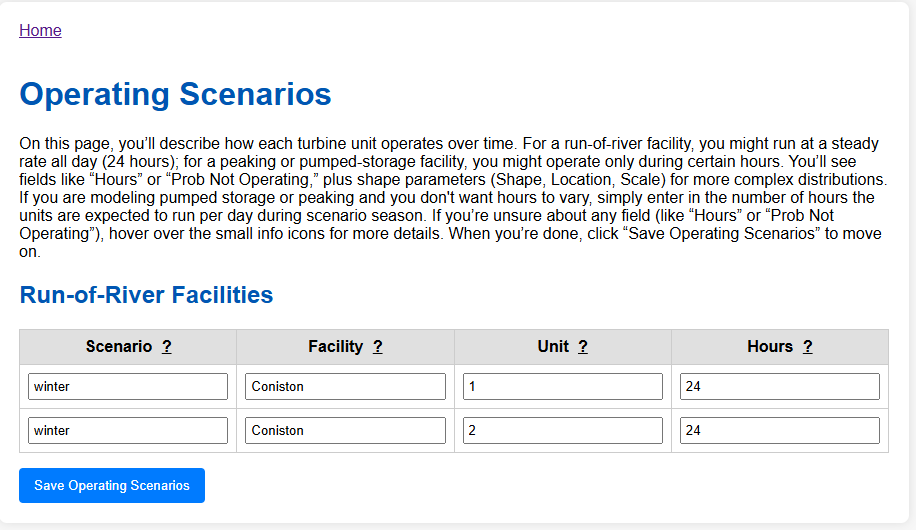 Home
Operating Scenarios
On this page, you’ll describe how each turbine unit operates over time. For a run-of-river facility, you might run at a steady
rate all day (24 hours); for a peaking or pumped-storage facility, you might operate only during certain hours. You’ll see
fields like “Hours” or “Prob Not Operating,” plus shape parameters (Shape, Location, Scale) for more complex distributions.
If you are modeling pumped storage or peaking and you don't want hours to vary, simply enter in the number of hours the
units are expected to run per day during scenario season. If you’re unsure about any field (like “Hours” or “Prob Not
Operating”), hover over the small info icons for more details. When you’re done, click “Save Operating Scenarios” to move
on.
Run-of-River Facilities
Scenario ? Facility ? Unit ? Hours ?
winter Coniston 1 24
winter Coniston 2 24
Save Operating Scenarios